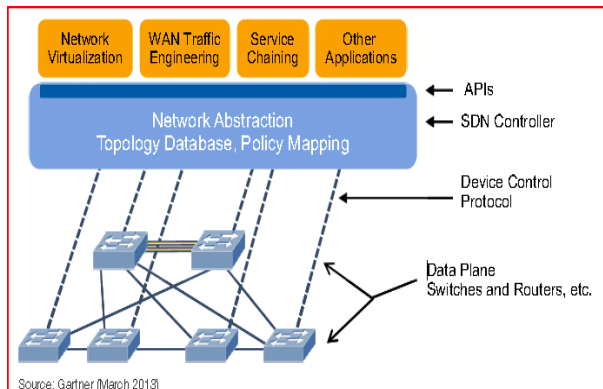 Network
Virtualization
WAN Traffic
Engineering
Service
Chaining
Other
Applications
APIs
Network Abstraction
Topology Database, Policy Mapping
SDN Controller
Device Control
Protocol
Data Plane
Switches and Routers, etc.
Source: Gartner (March 2013)